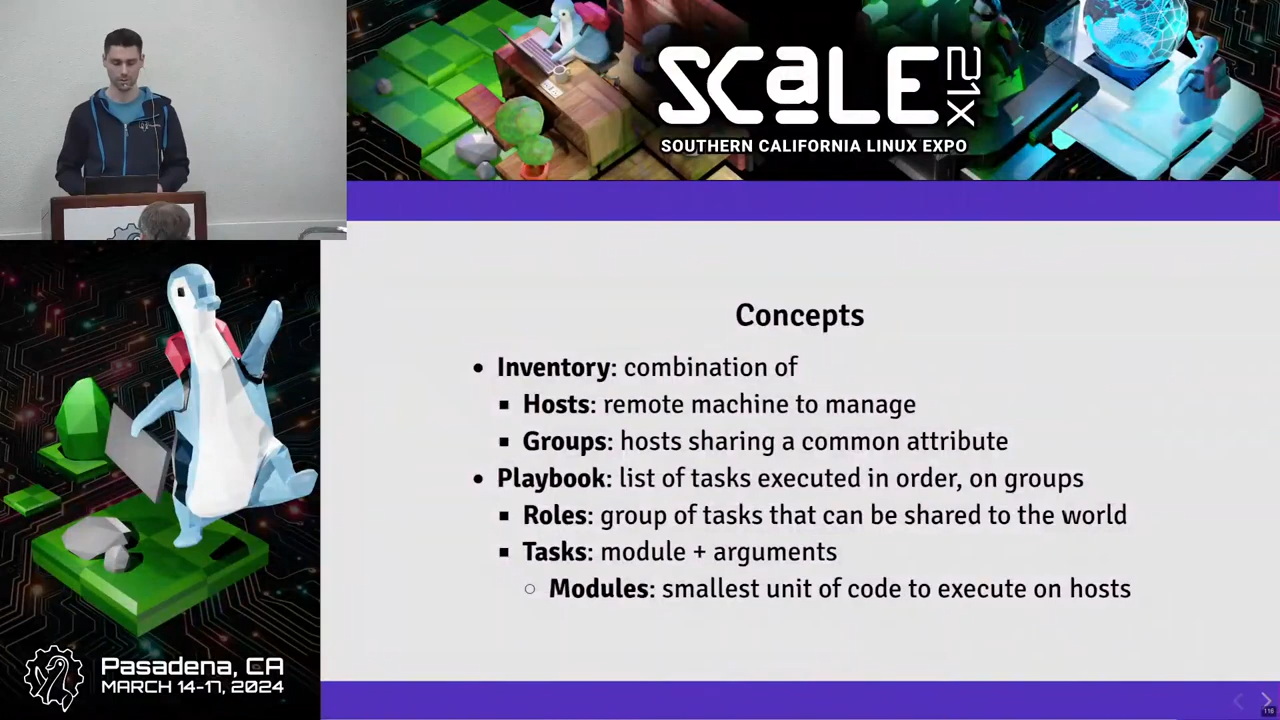 SCALE 21X
SOUTHERN CALIFORNIA LINUX EXPO
Concepts
• Inventory: combination of
▪ Hosts: remote machine to manage
▪ Groups: hosts sharing a common attribute
• Playbook: list of tasks executed in order, on groups
▪ Roles: group of tasks that can be shared to the world
▪ Tasks: module + arguments
○ Modules: smallest unit of code to execute on hosts
Pasadena, CA
MARCH 14-17, 2024